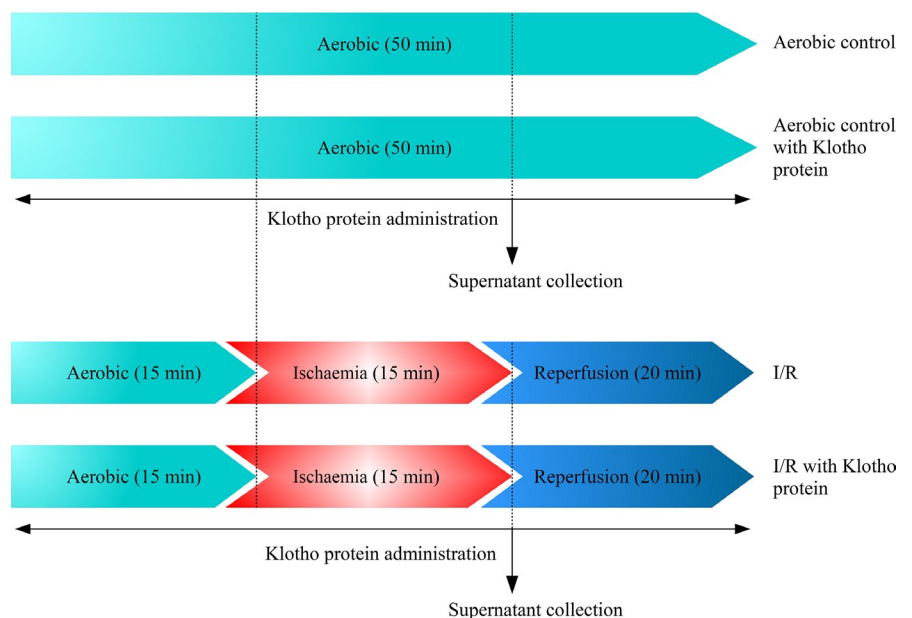 Aerobic (50 min)
Aerobic control
Aerobic (50 min)
Aerobic control
with Klotho
protein
Klotho protein administration
Supernatant collection
Aerobic (15 min)
Ischaemia (15 min)
Reperfusion (20 min)
I/R
Aerobic (15 min)
Ischaemia (15 min)
Reperfusion (20 min)
I/R with Klotho
protein
Klotho protein administration
Supernatant collection